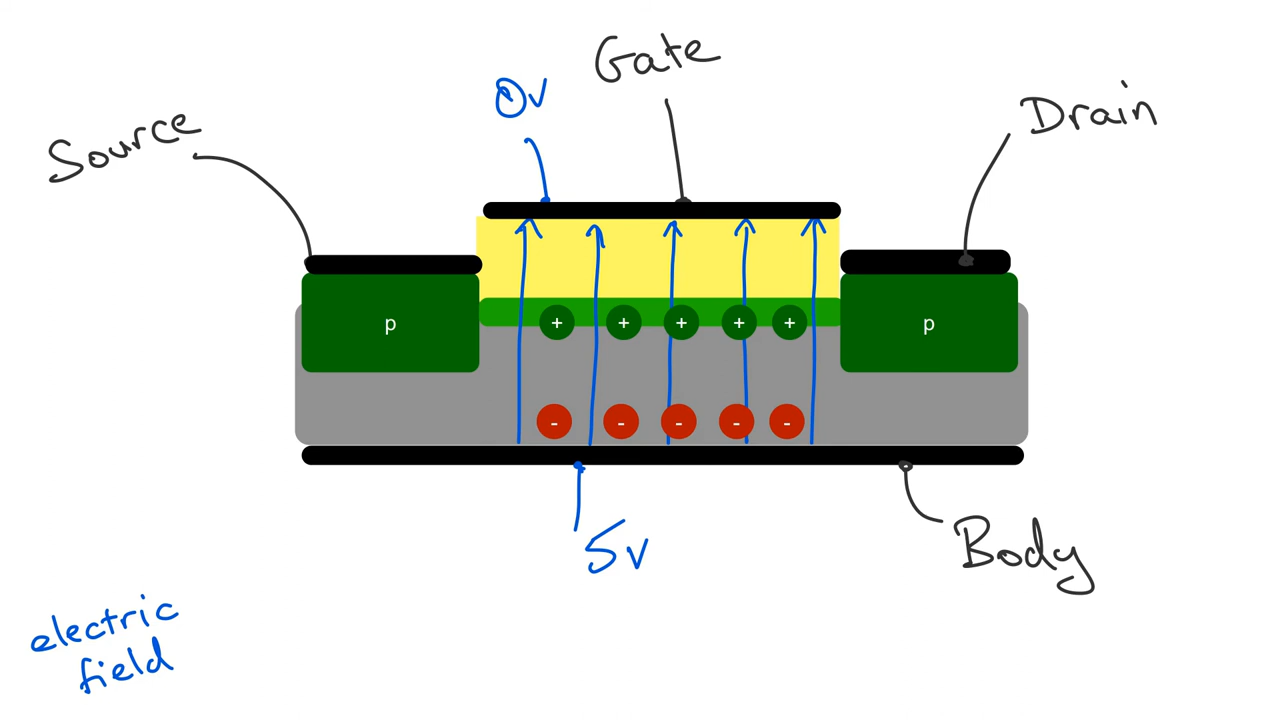 Gate
0v
Drain
Source
p
p
+ + + + +
- - - - -
5v
Body
electric
field